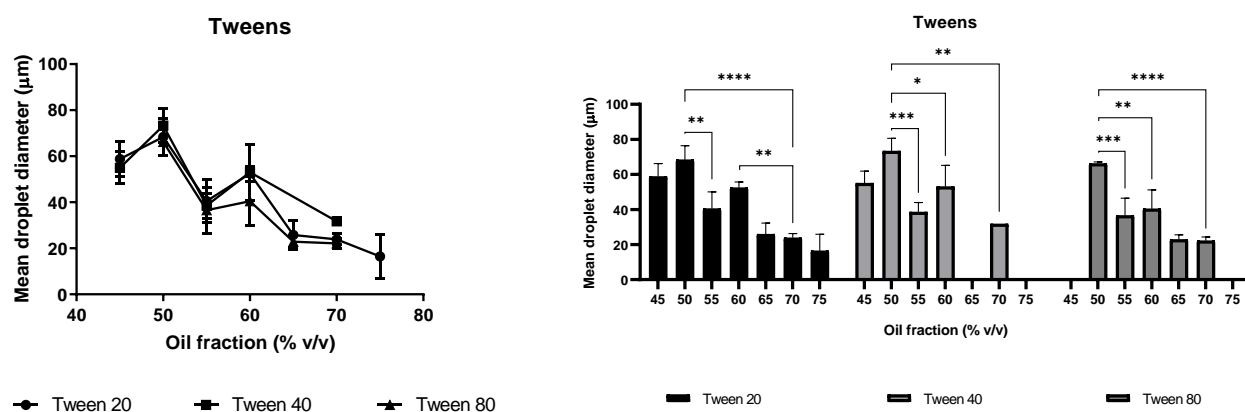 Tweens
Mean droplet diameter (μm)
100
80
60
40
20
0
40 50 60 70 80
Oil fraction (% v/v)
Tween 20 Tween 40 Tween 80
Tweens
Mean droplet diameter (μm)
100
80
60
40
20
0
**** ** ** ** * *** **** ** ***
45 50 55 60 65 70 75 45 50 55 60 65 70 75 45 50 55 60 65 70 75
Oil fraction (% v/v)
Tween 20 Tween 40 Tween 80